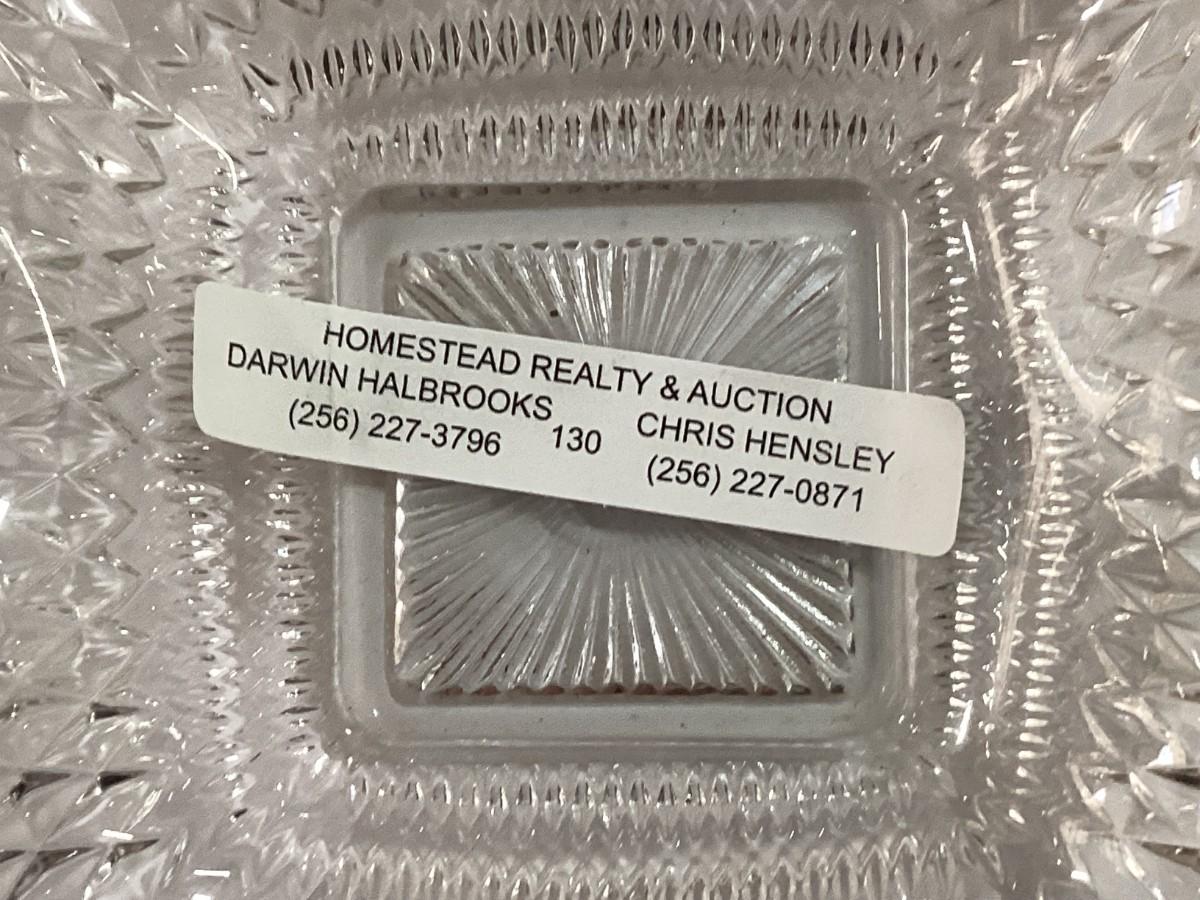 HOMESTEAD REALTY & AUCTION
DARWIN HALBROOKS CHRIS HENSLEY
(256) 227-3796 130 (256) 227-0871